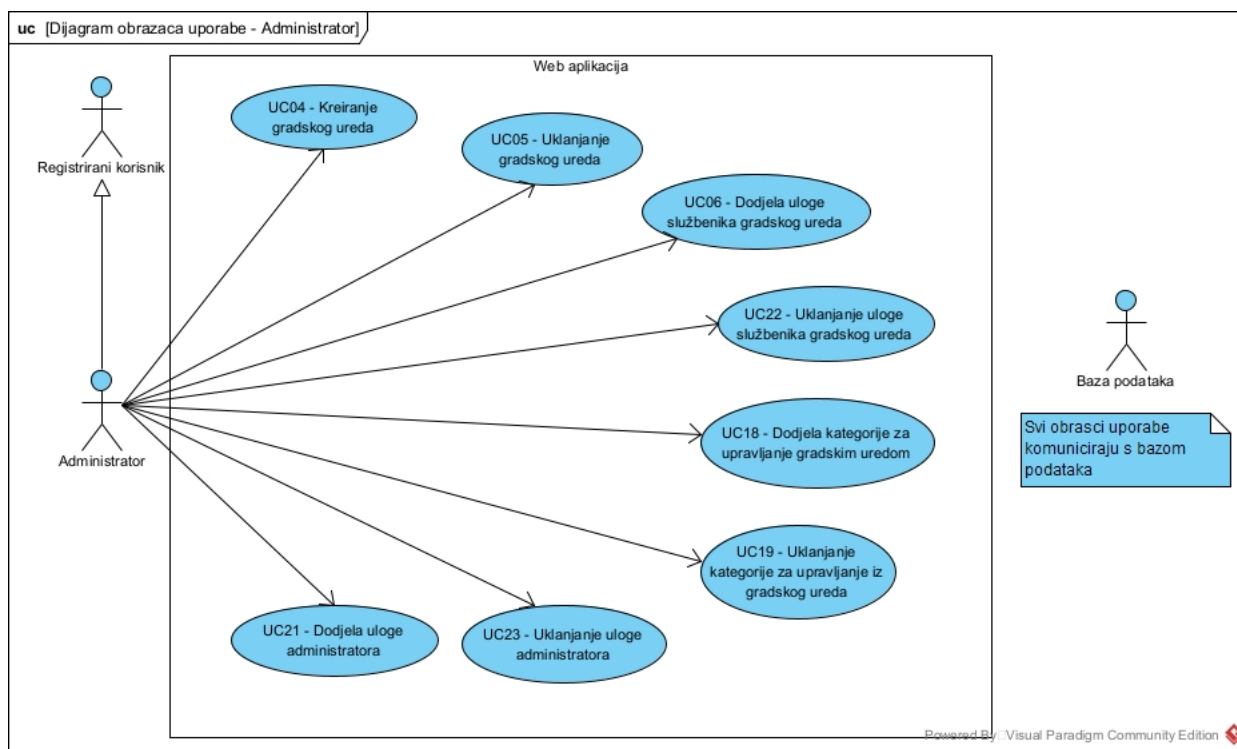 uc [Dijagram obrazaca uporabe - Administrator]
Web aplikacija
Registrirani korisnik
Administrator
UC04 - Kreiranje
gradskog ureda
UC05 - Uklanjanje
gradskog ureda
UC06 - Dodjela uloge
službenika gradskog ureda
UC22 - Uklanjanje uloge
službenika gradskog ureda
UC18 - Dodjela kategorije za
upravljanje gradskim uredom
UC19 - Uklanjanje
kategorije za upravljanje iz
gradskog ureda
UC21 - Dodjela uloge
administratora
UC23 - Uklanjanje uloge
administratora
Baza podataka
Svi obrasci uporabe
komuniciraju s bazom
podataka
Powered By Visual Paradigm Community Edition